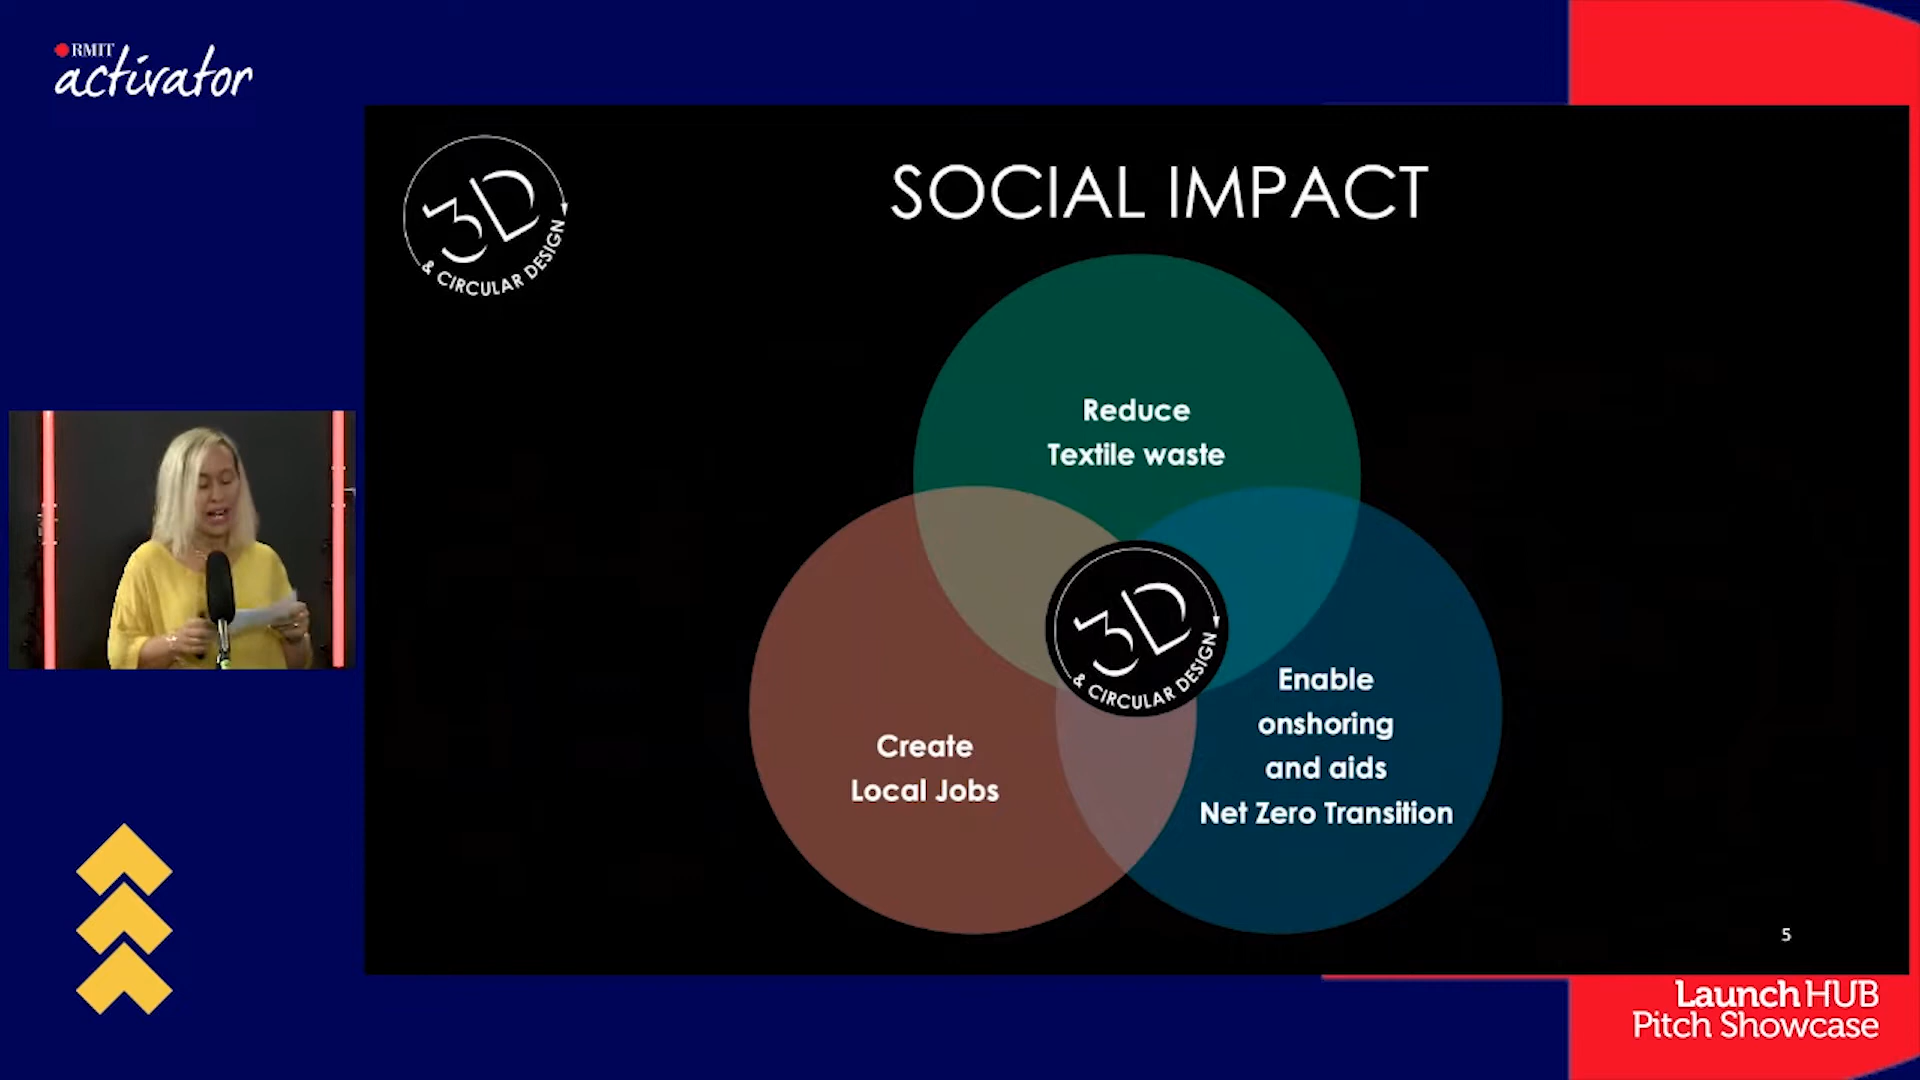 RMIT
activator
3D
& CIRCULAR DESIGN
SOCIAL IMPACT
Reduce
Textile waste
3D
& CIRCULAR DESIGN
Create
Local Jobs
Enable
onshoring
and aids
Net Zero Transition
5
Launch HUB
Pitch Showcase